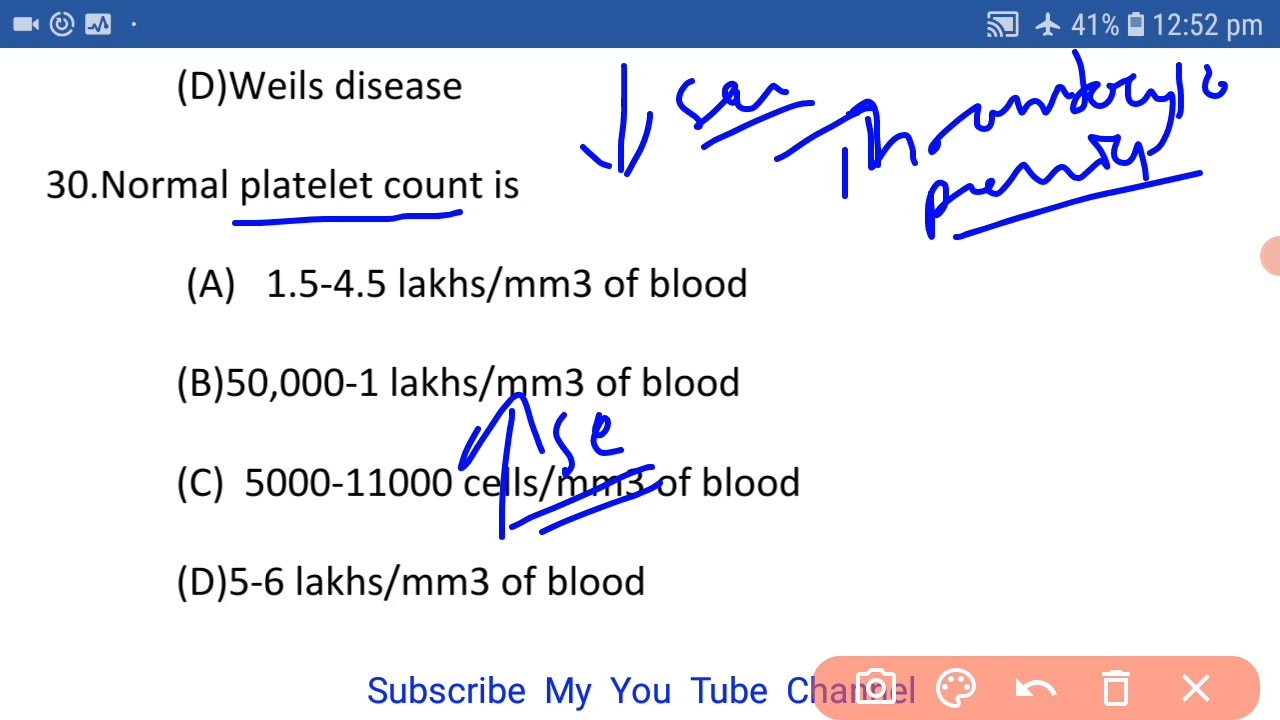 41% 12:52 pm
(D)Weils disease
30.Normal platelet count is
(A) 1.5-4.5 lakhs/mm3 of blood
(B)50,000-1 lakhs/mm3 of blood
(C) 5000-11000 cells/mm3 of blood
se
(D)5-6 lakhs/mm3 of blood
Subscribe My You Tube Channel